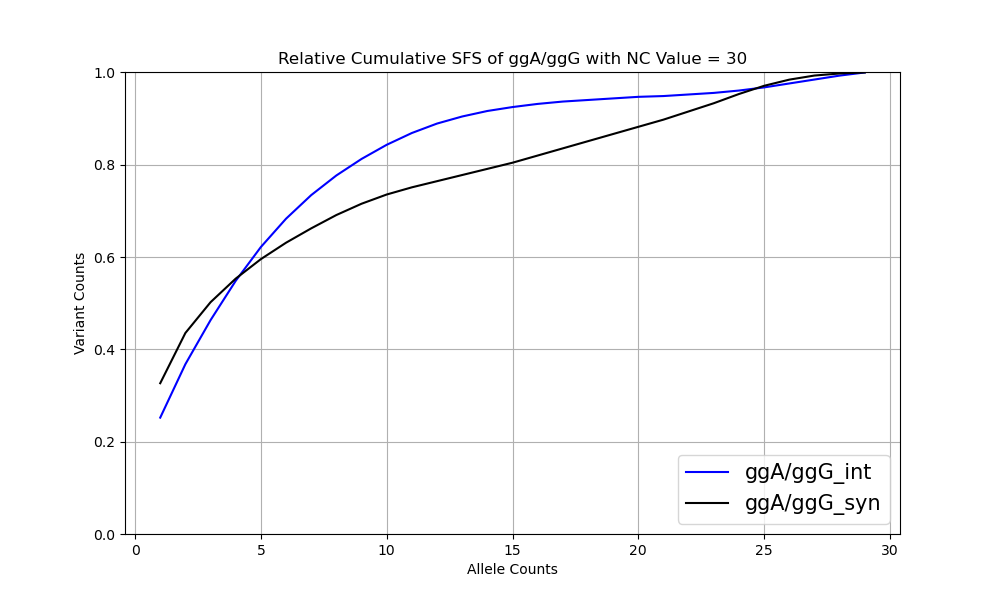 Relative Cumulative SFS of ggA/ggG with NC Value = 30
1.0
0.8
0.6
0.4
0.2
0.0
Variant Counts
0 5 10 15 20 25 30
Allele Counts
ggA/ggG_int
ggA/ggG_syn